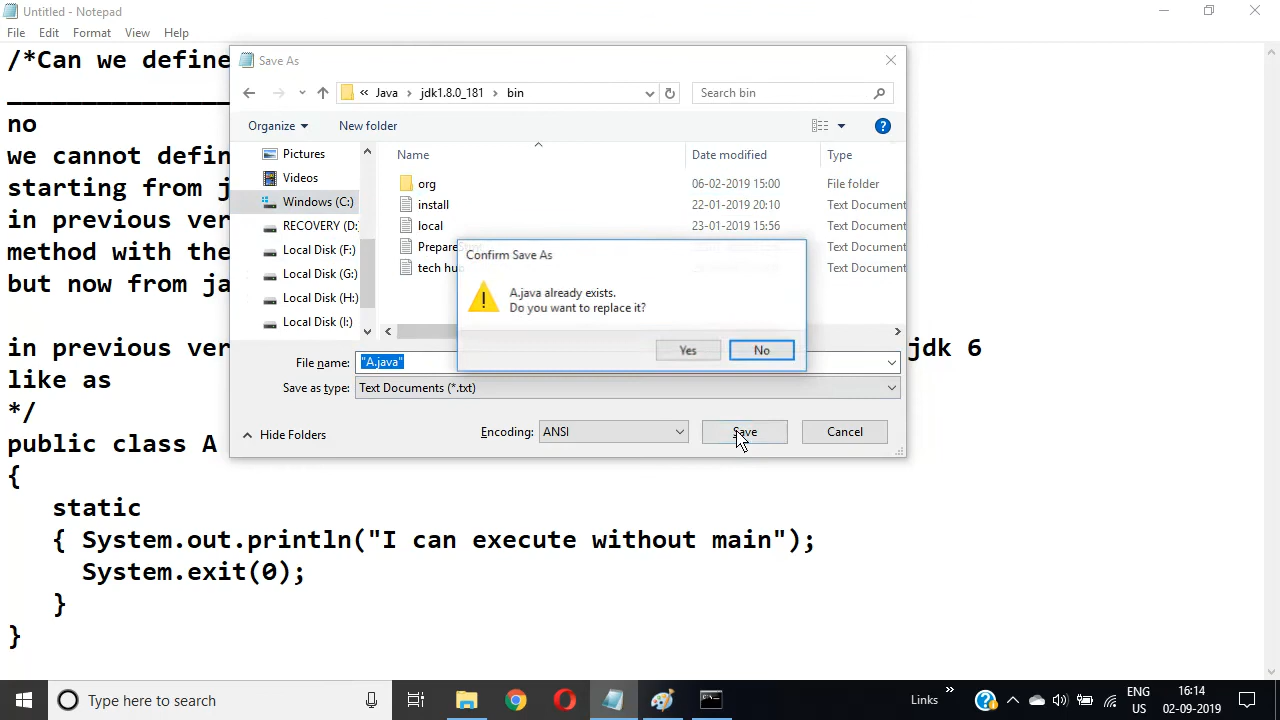 Untitled - Notepad
File Edit Format View Help
/*Can we define
no
we cannot defin
starting from j
in previous ver
method with the
but now from ja
in previous ver
jdk 6
like as
*/
public class A
{
static
{ System.out.println("I can execute without main");
System.exit(0);
}
}
Save As
« Java › jdk1.8.0_181 › bin
Search bin
Organize
New folder
?
Pictures
Videos
Windows (C:)
RECOVERY (D:
Local Disk (F:)
Local Disk (G:)
Local Disk (H:)
Local Disk (I:)
Name Date modified Type
org 06-02-2019 15:00 File folder
install 22-01-2019 20:10 Text Document
local 23-01-2019 15:56 Text Document
Text Document
tech hu Text Document
Confirm Save As
A.java already exists.
Do you want to replace it?
Yes No
File name: "A.java"
Save as type: Text Documents (*.txt)
Hide Folders
Encoding: ANSI
Save
Cancel
Type here to search
Links
ENG
US
16:14
02-09-2019